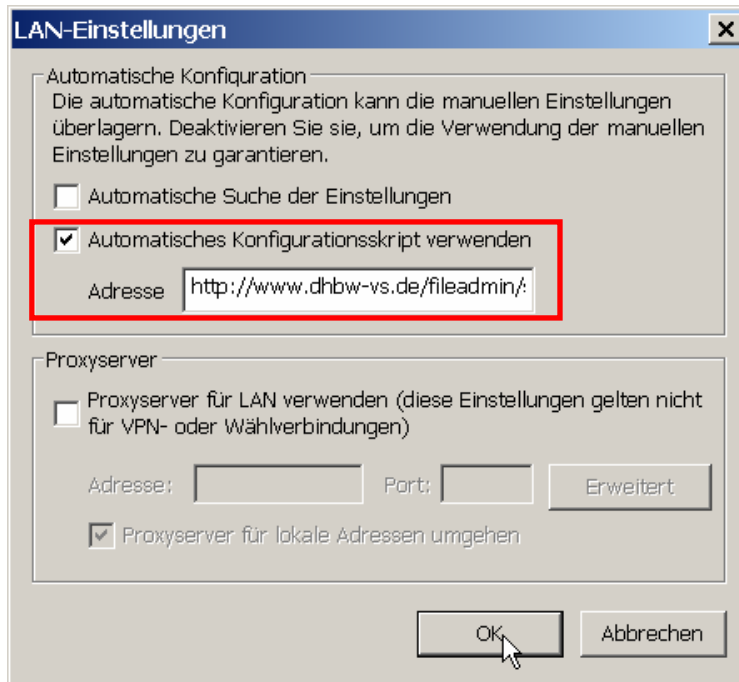 LAN-Einstellungen
Automatische Konfiguration
Die automatische Konfiguration kann die manuellen Einstellungen
überlagern. Deaktivieren Sie sie, um die Verwendung der manuellen
Einstellungen zu garantieren.
Automatische Suche der Einstellungen
Automatisches Konfigurationsskript verwenden
Adresse http://www.dhbw-vs.de/fileadmin/
Proxyserver
Proxyserver für LAN verwenden (diese Einstellungen gelten nicht
für VPN- oder Wählverbindungen)
Adresse: Port: Erweitert
Proxyserver für lokale Adressen umgehen
OK Abbrechen